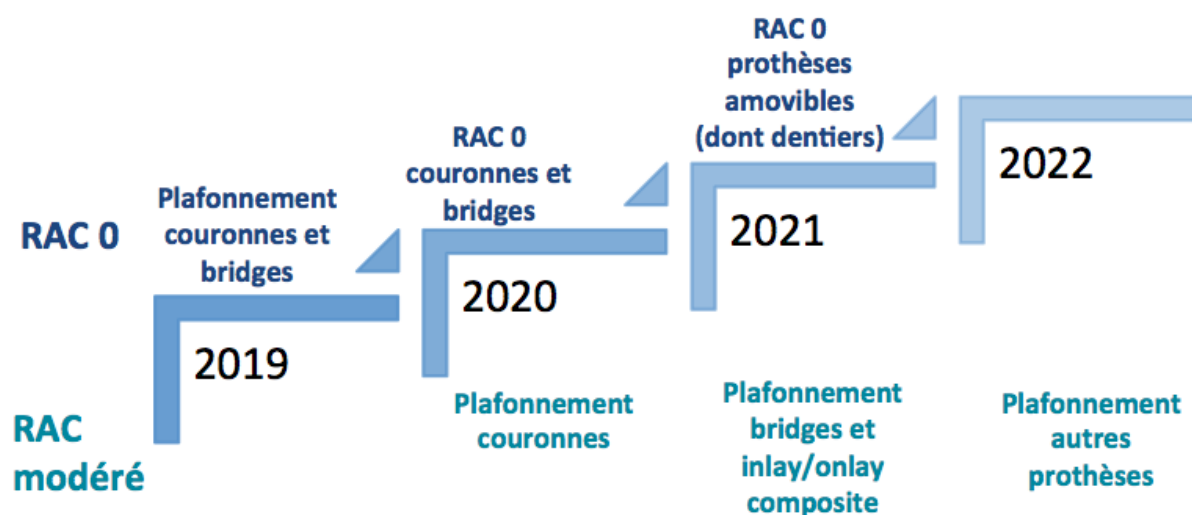 RAC 0
Plafonnement
couronnes et
bridges
2019
RAC 0
couronnes et
bridges
2020
RAC 0
prothèses
amovibles
(dont dentiers)
2021
2022
RAC
modéré
Plafonnement
couronnes
Plafonnement
bridges et
inlay/onlay
composite
Plafonnement
autres
prothèses